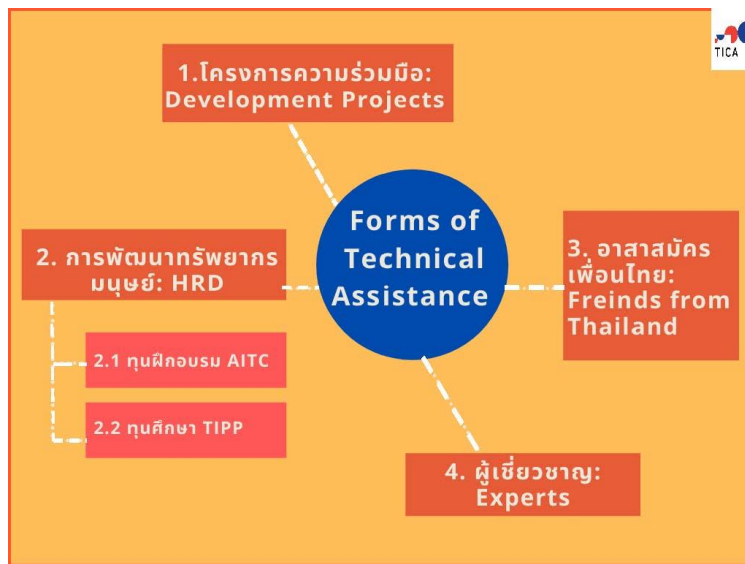 TICA
1.โครงการความร่วมมือ:
Development Projects
Forms of
Technical
Assistance
2. การพัฒนาทรัพยากร
มนุษย์: HRD
2.1 ทุนฝึกอบรม AITC
2.2 ทุนศึกษา TIPP
3. อาสาสมัคร
เพื่อนไทย:
Freinds from
Thailand
4. ผู้เชี่ยวชาญ:
Experts